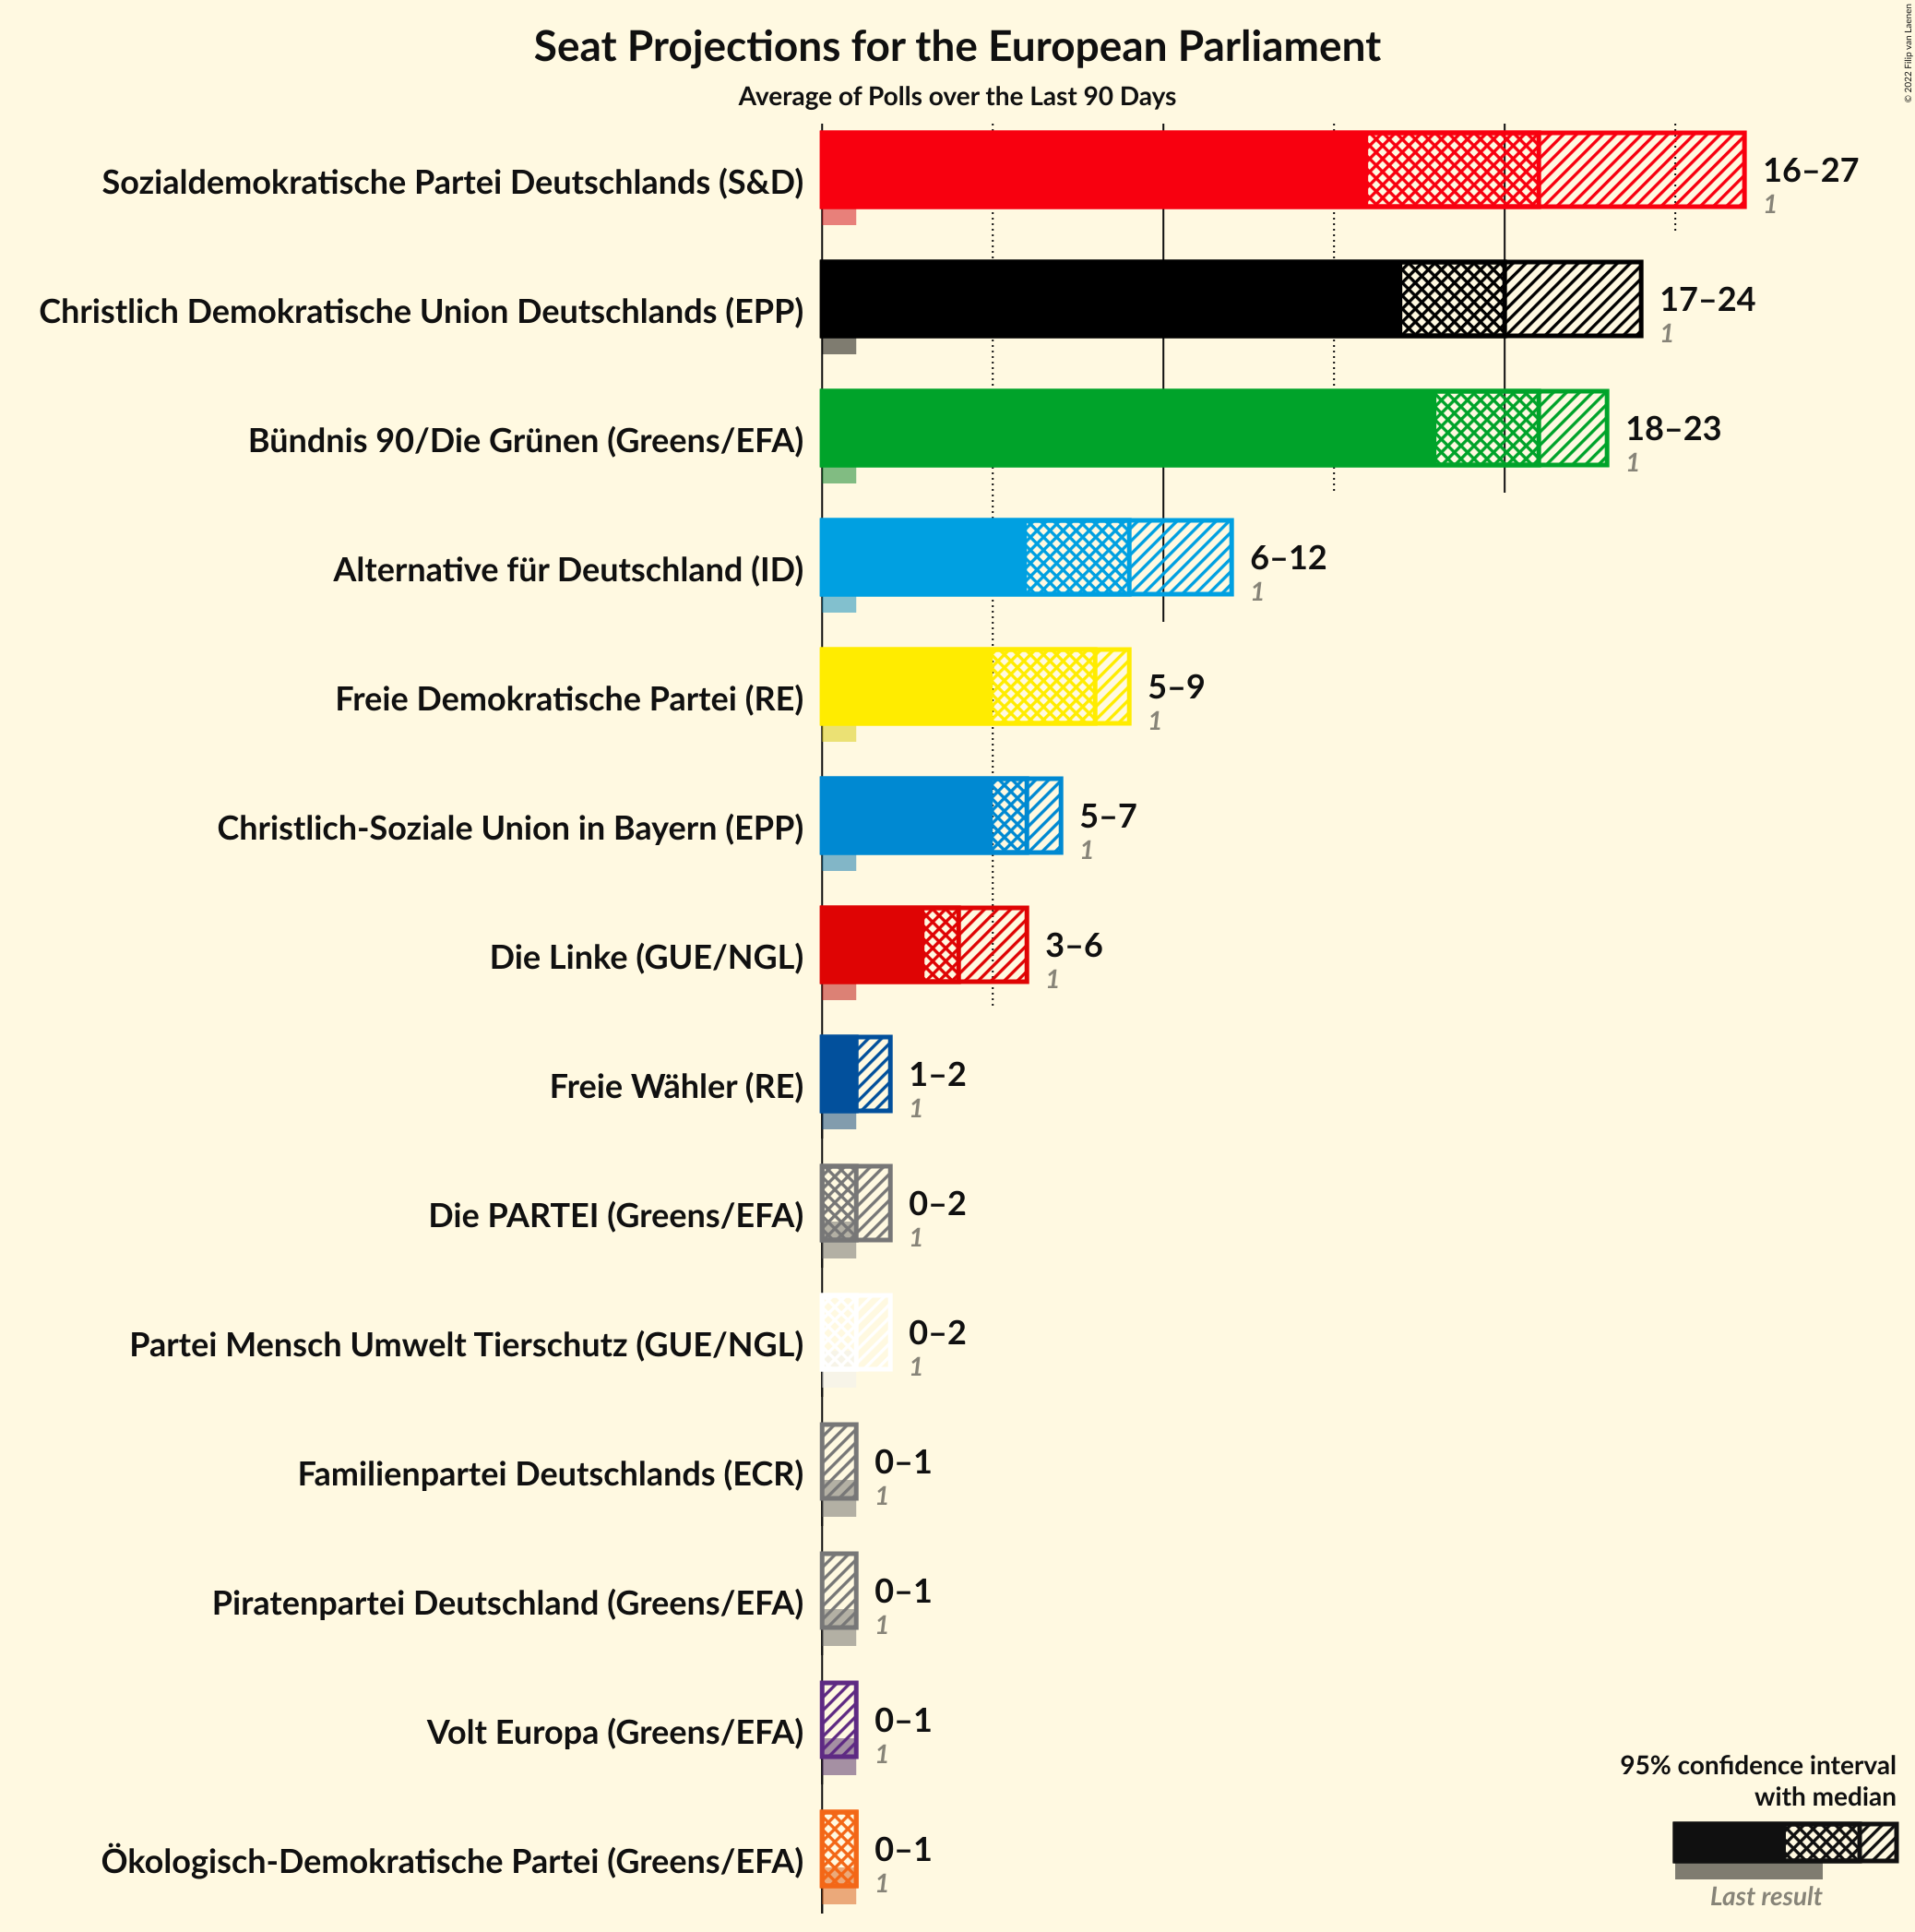 Seat Projections for the European Parliament
Average of Polls over the Last 90 Days
© 2022 Filip van Laenen
Sozialdemokratische Partei Deutschlands (S&D)
16–27
1
Christlich Demokratische Union Deutschlands (EPP)
17–24
1
Bündnis 90/Die Grünen (Greens/EFA)
18–23
1
Alternative für Deutschland (ID)
6–12
1
Freie Demokratische Partei (RE)
5–9
1
Christlich-Soziale Union in Bayern (EPP)
5–7
1
Die Linke (GUE/NGL)
3–6
1
Freie Wähler (RE)
1–2
1
Die PARTEI (Greens/EFA)
0–2
1
Partei Mensch Umwelt Tierschutz (GUE/NGL)
0–2
1
Familienpartei Deutschlands (ECR)
0–1
1
Piratenpartei Deutschland (Greens/EFA)
0–1
1
Volt Europa (Greens/EFA)
0–1
1
Ökologisch-Demokratische Partei (Greens/EFA)
0–1
1
95% confidence interval
with median
Last result